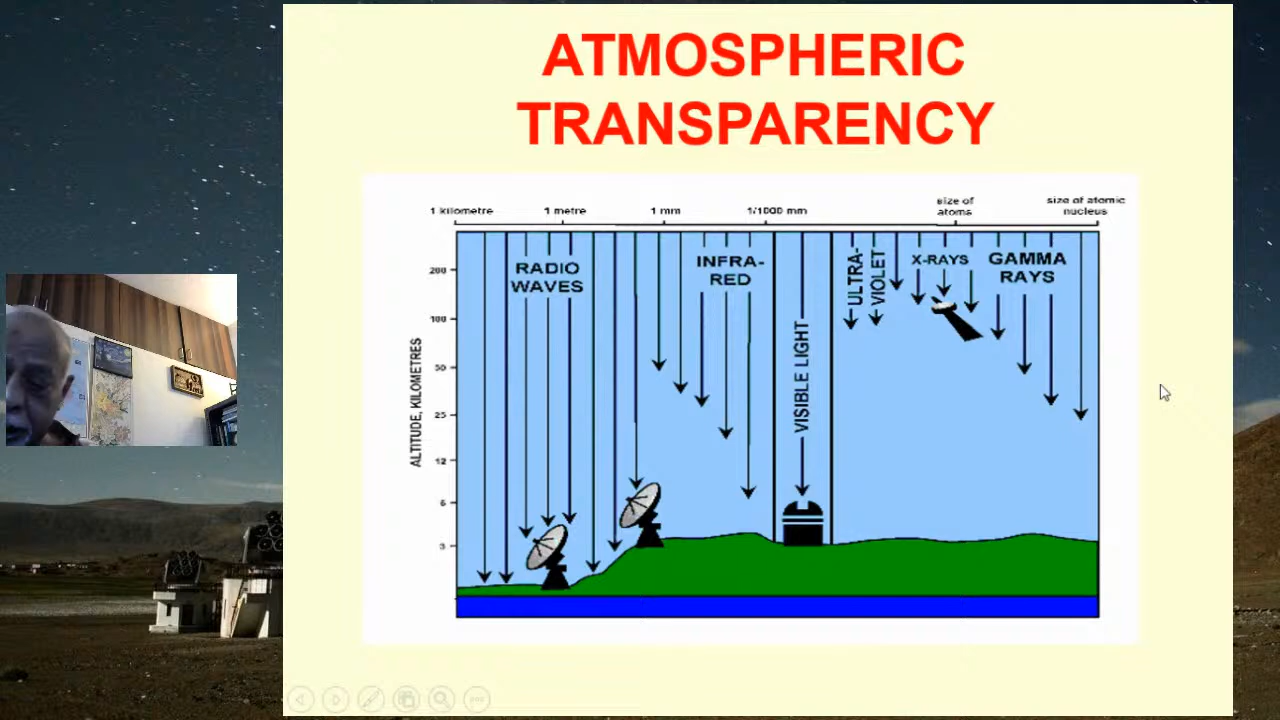 ATMOSPHERIC
TRANSPARENCY
1 kilometre
1 metre
1 mm
1/1000 mm
size of
atoms
size of atomic
nucleus
RADIO
WAVES
INFRA-
RED
VISIBLE LIGHT
ULTRA-
VIOLET
X-RAYS
GAMMA
RAYS
ALTITUDE, KILOMETRES
200
100
50
25
12
6
3